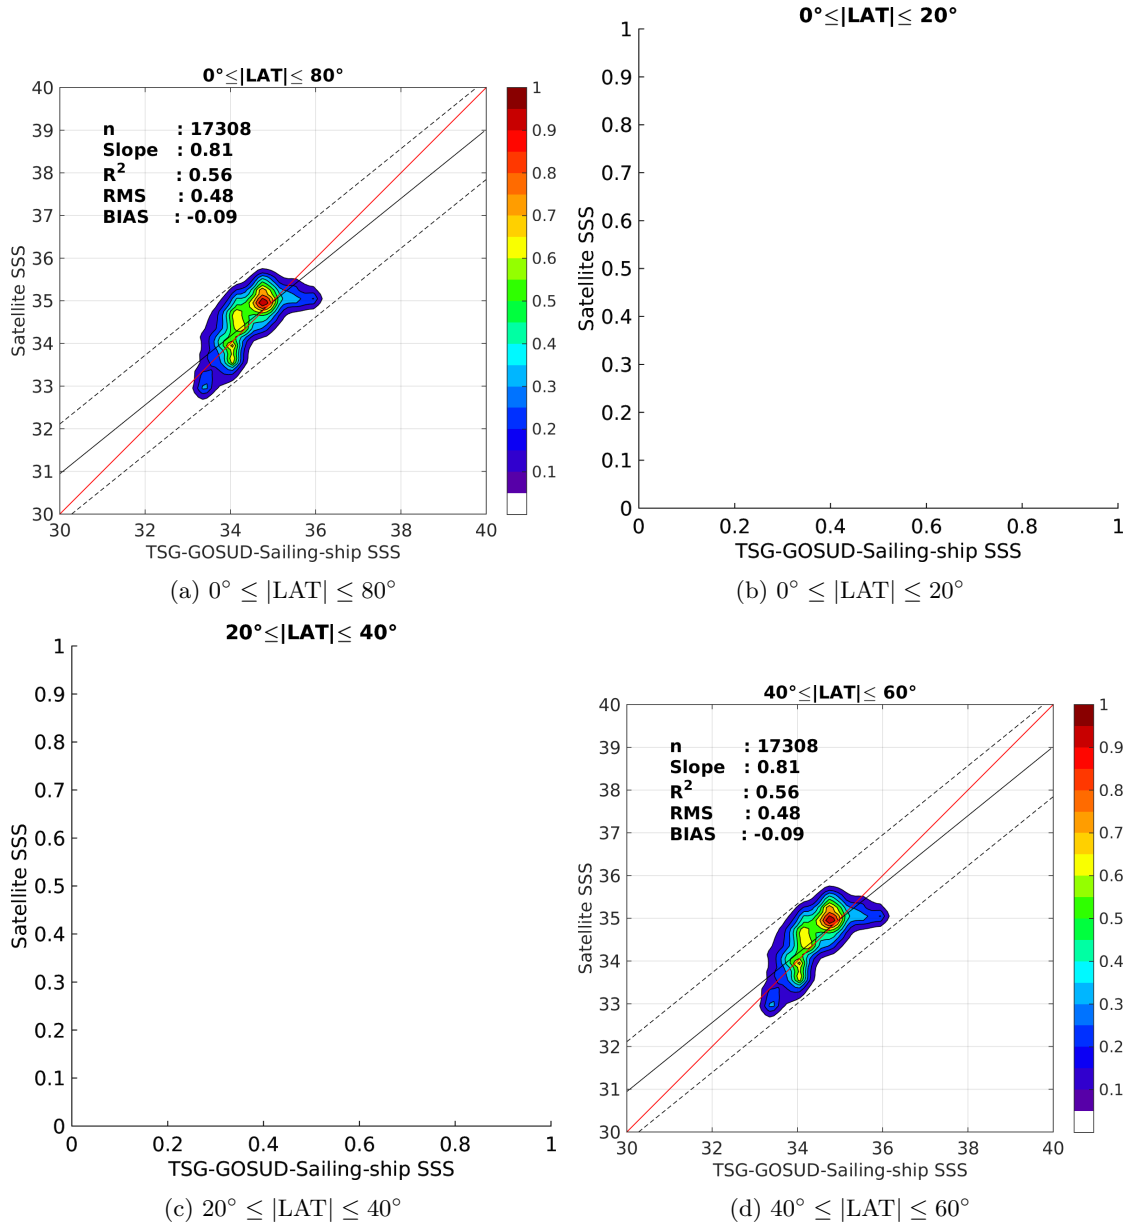 0°≤|LAT|≤ 80°
n : 17308
Slope : 0.81
R² : 0.56
RMS : 0.48
BIAS : -0.09
40
39
38
37
36
35
34
33
32
31
30
30 32 34 36 38 40
Satellite SSS
TSG-GOSUD-Sailing-ship SSS
1
0.9
0.8
0.7
0.6
0.5
0.4
0.3
0.2
0.1
(a) 0° ≤ |LAT| ≤ 80°
0°≤|LAT|≤ 20°
1
0.9
0.8
0.7
0.6
0.5
0.4
0.3
0.2
0.1
0
0 0.2 0.4 0.6 0.8 1
Satellite SSS
TSG-GOSUD-Sailing-ship SSS
(b) 0° ≤ |LAT| ≤ 20°
20°≤|LAT|≤ 40°
1
0.9
0.8
0.7
0.6
0.5
0.4
0.3
0.2
0.1
0
0 0.2 0.4 0.6 0.8 1
Satellite SSS
TSG-GOSUD-Sailing-ship SSS
(c) 20° ≤ |LAT| ≤ 40°
40°≤|LAT|≤ 60°
n : 17308
Slope : 0.81
R² : 0.56
RMS : 0.48
BIAS : -0.09
40
39
38
37
36
35
34
33
32
31
30
30 32 34 36 38 40
Satellite SSS
TSG-GOSUD-Sailing-ship SSS
1
0.9
0.8
0.7
0.6
0.5
0.4
0.3
0.2
0.1
(d) 40° ≤ |LAT| ≤ 60°